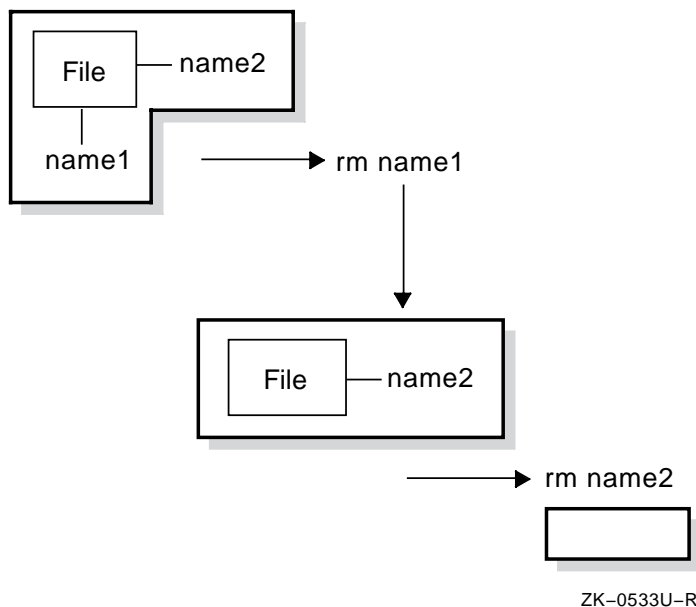 File
name2
name1
rm name1
File
name2
rm name2
ZK–0533U–R